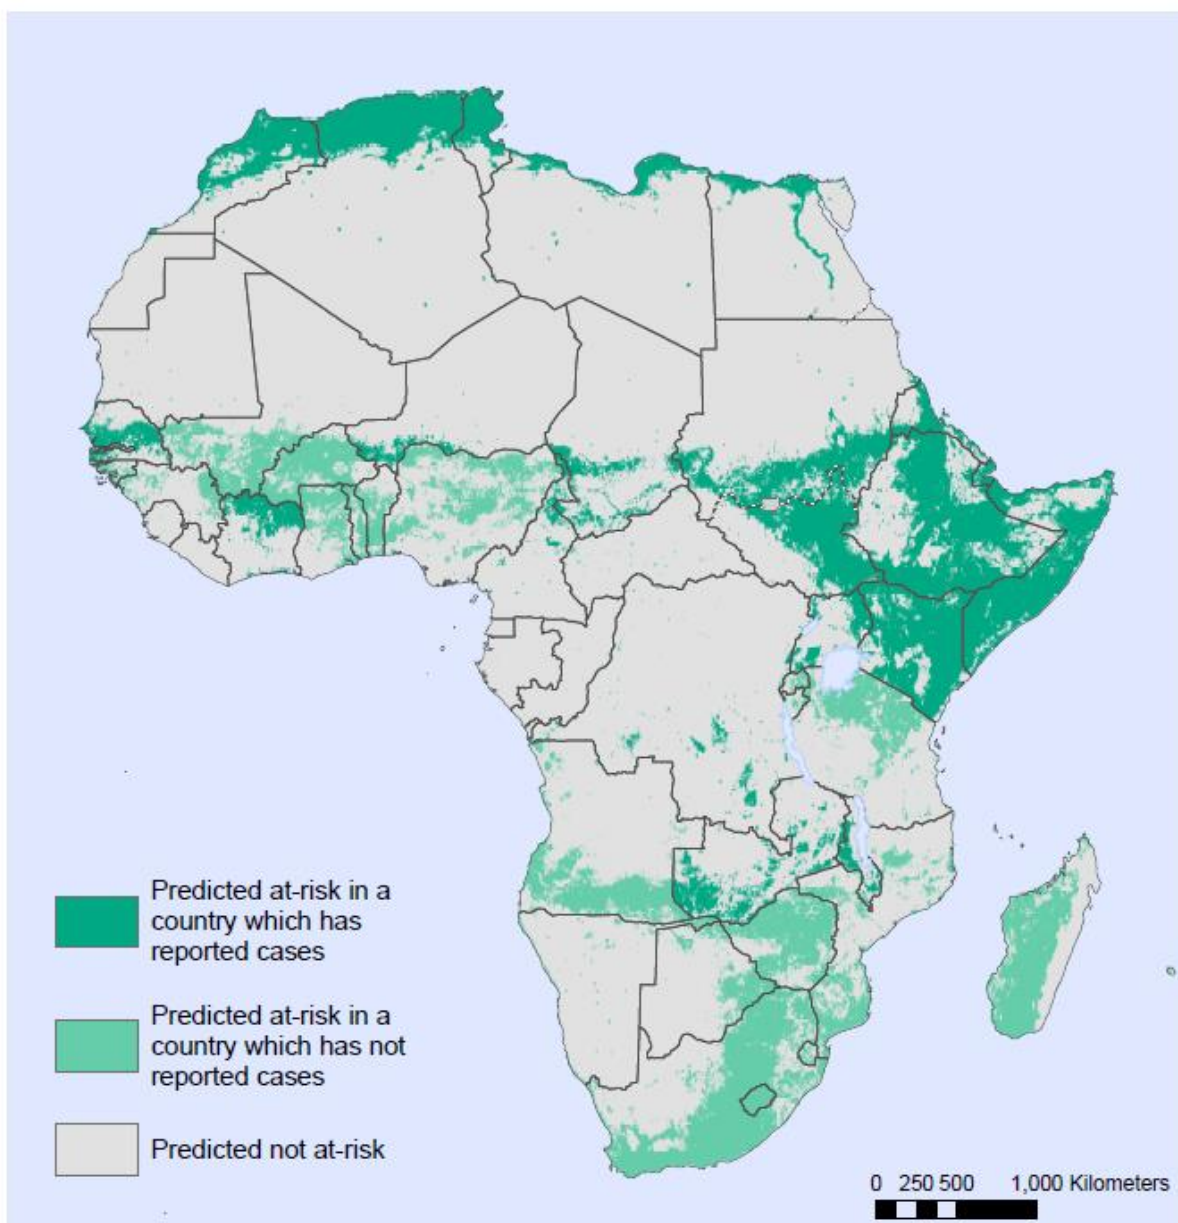 Predicted at-risk in a
country which has
reported cases
Predicted at-risk in a
country which has not
reported cases
Predicted not at-risk
0 250 500 1,000 Kilometers